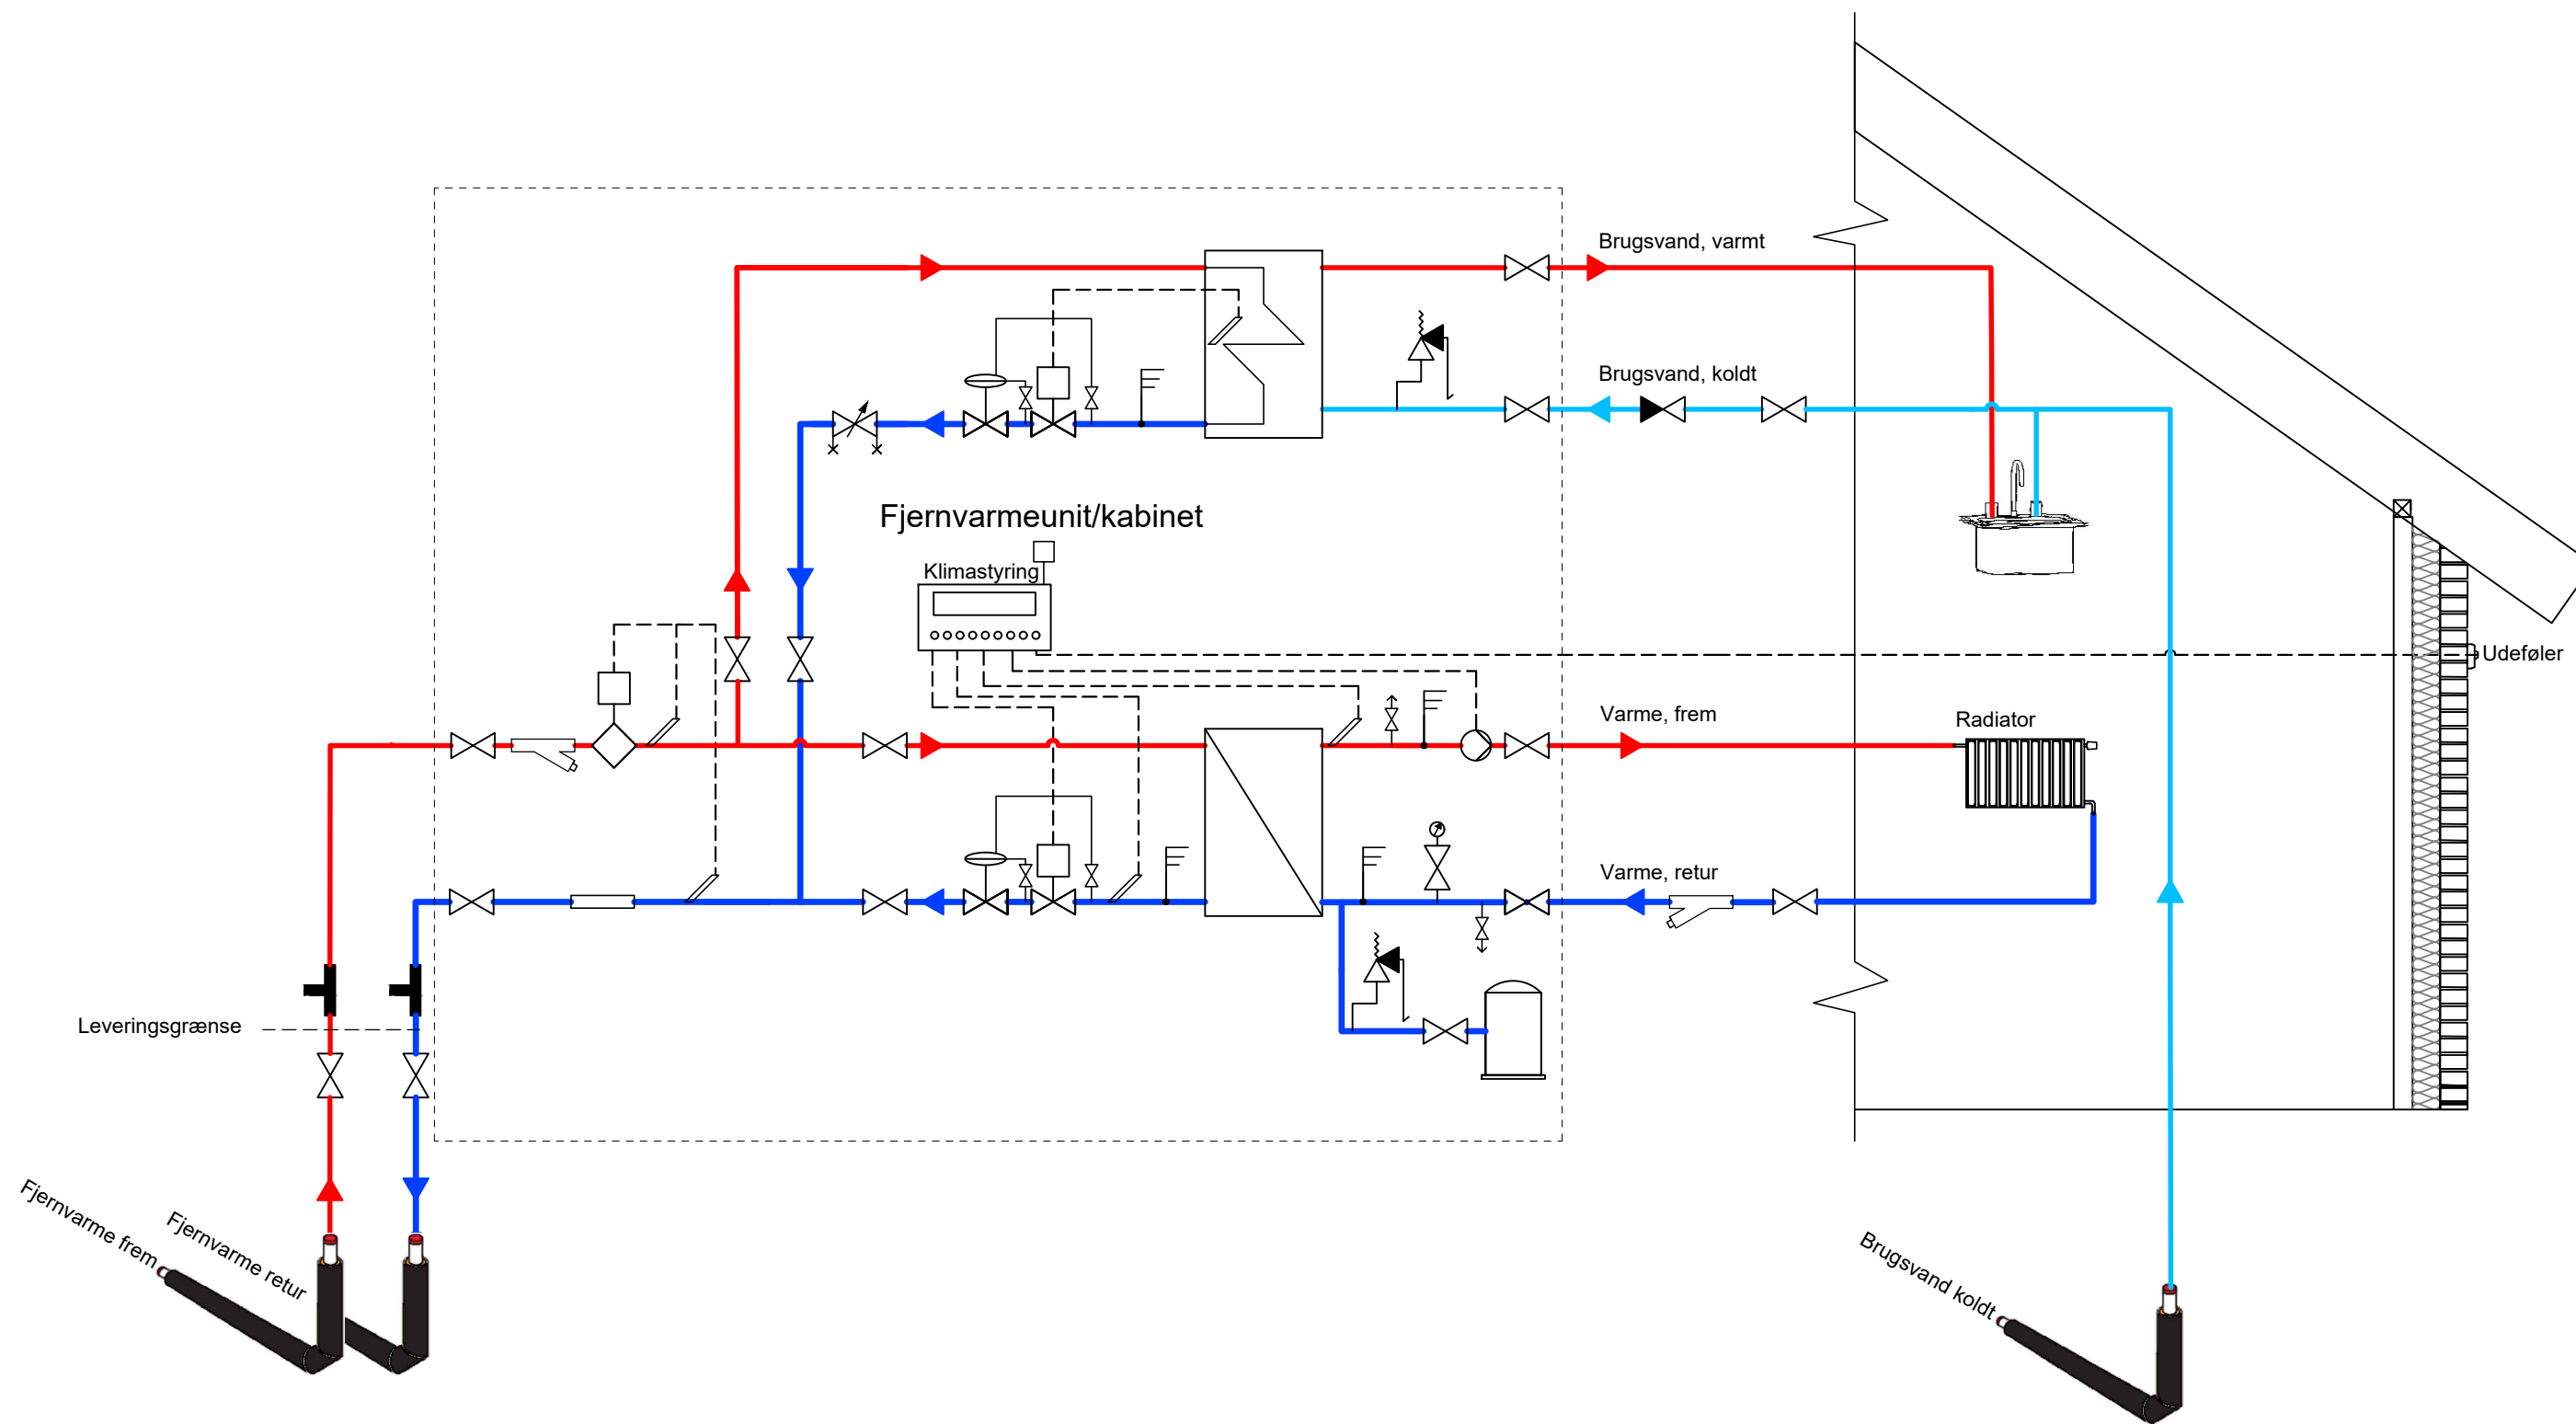 Brugsvand, varmt
Brugsvand, koldt
Fjernvarmeunit/kabinet
Klimastyring
Udeføler
Varme, frem
Radiator
Varme, retur
Leveringsgrænse
Fjernvarme frem
Fjernvarme retur
Brugsvand koldt